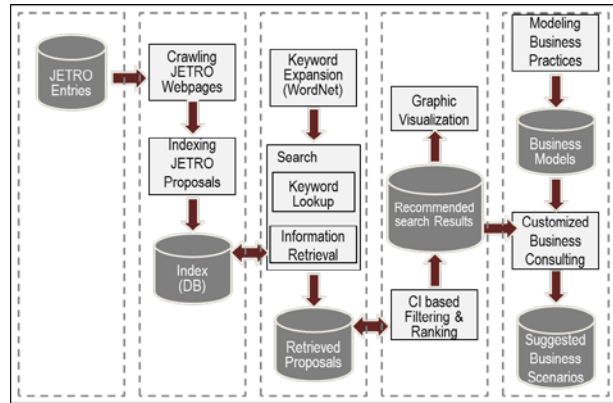 JETRO
Entries
Crawling
JETRO
Webpages
Indexing
JETRO
Proposals
Index
(DB)
Keyword
Expansion
(WordNet)
Search
Keyword
Lookup
Information
Retrieval
Retrieved
Proposals
Graphic
Visualization
Recommended
search Results
CI based
Filtering &
Ranking
Modeling
Business
Practices
Business
Models
Customized
Business
Consulting
Suggested
Business
Scenarios